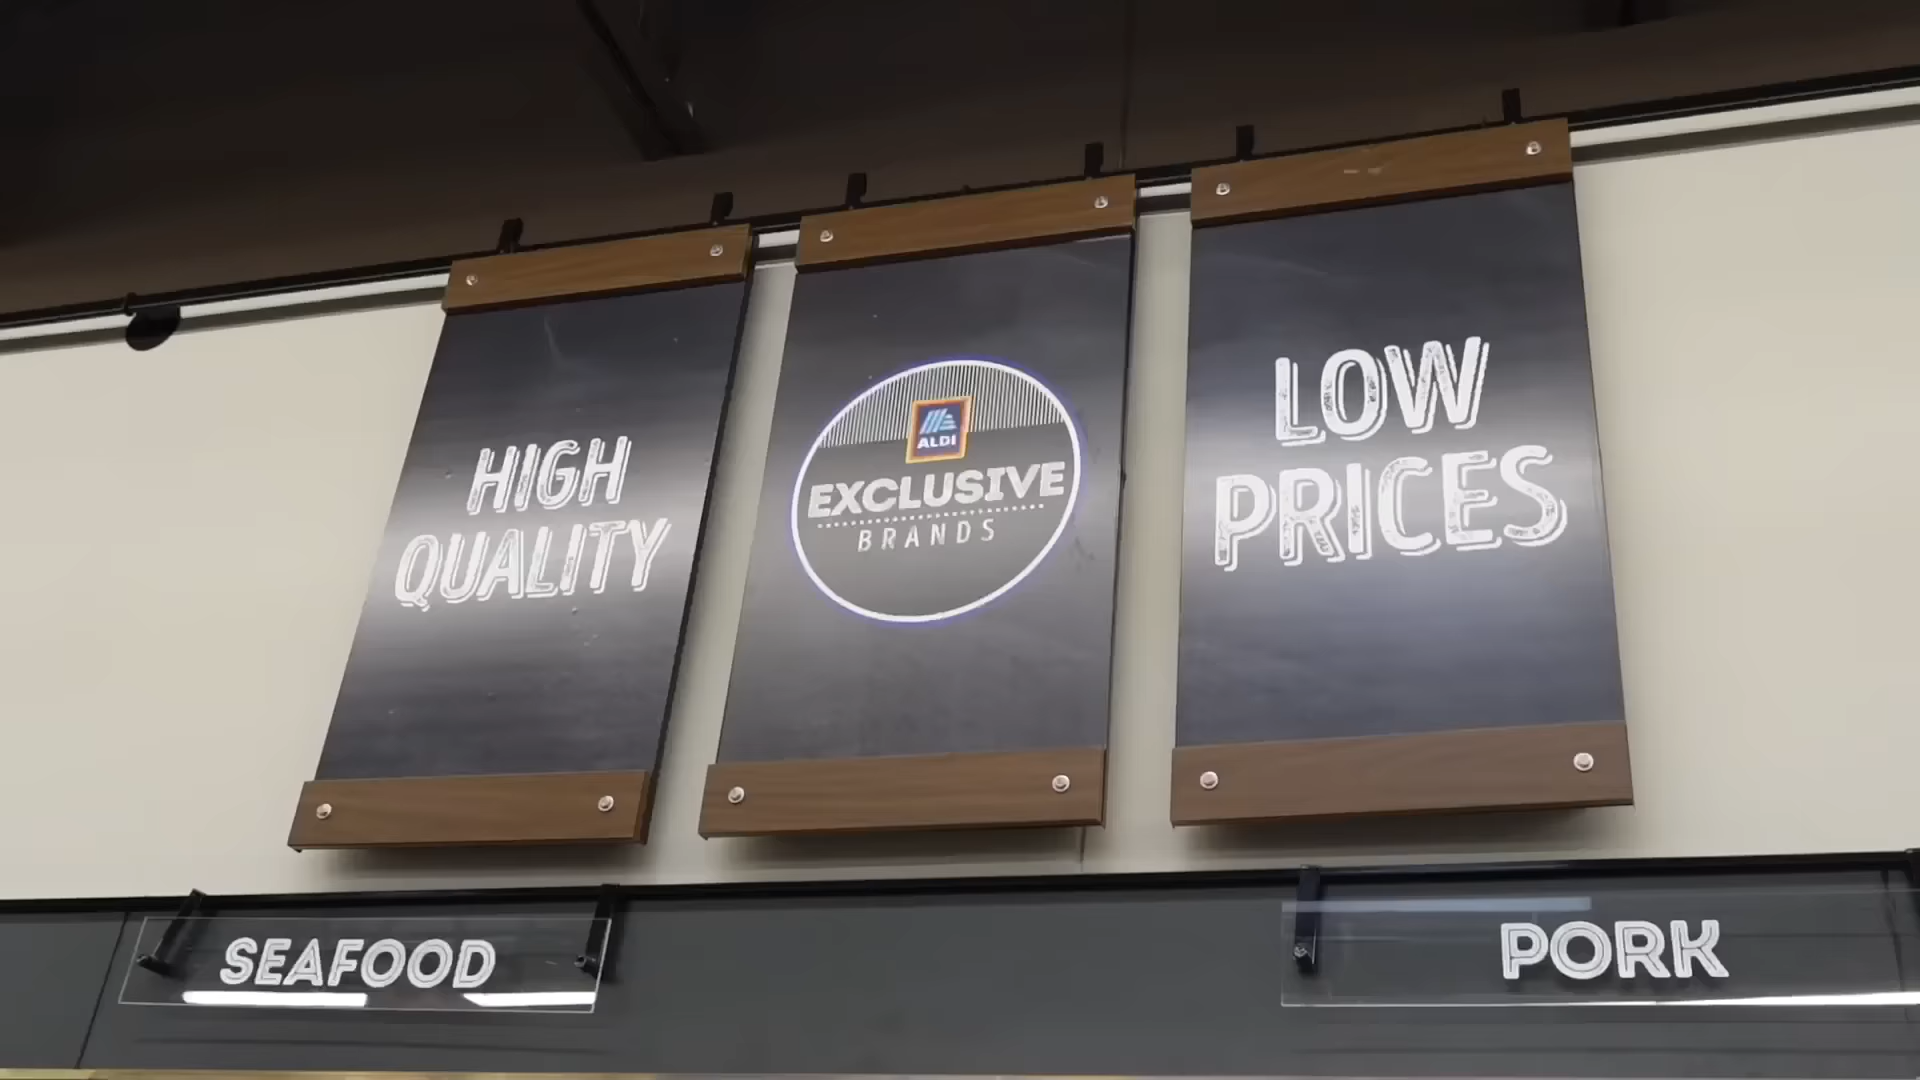 HIGH
QUALITY
ALDI
EXCLUSIVE
BRANDS
LOW
PRICES
SEAFOOD
PORK